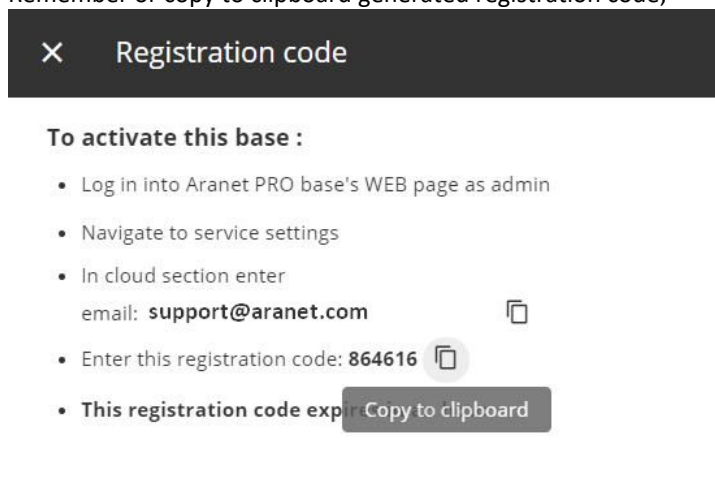 Remember or copy to clipboard generated registration code;
Registration code
To activate this base :
Log in into Aranet PRO base's WEB page as admin
Navigate to service settings
In cloud section enter
email: support@aranet.com
Enter this registration code: 864616
This registration code Copy to clipboard